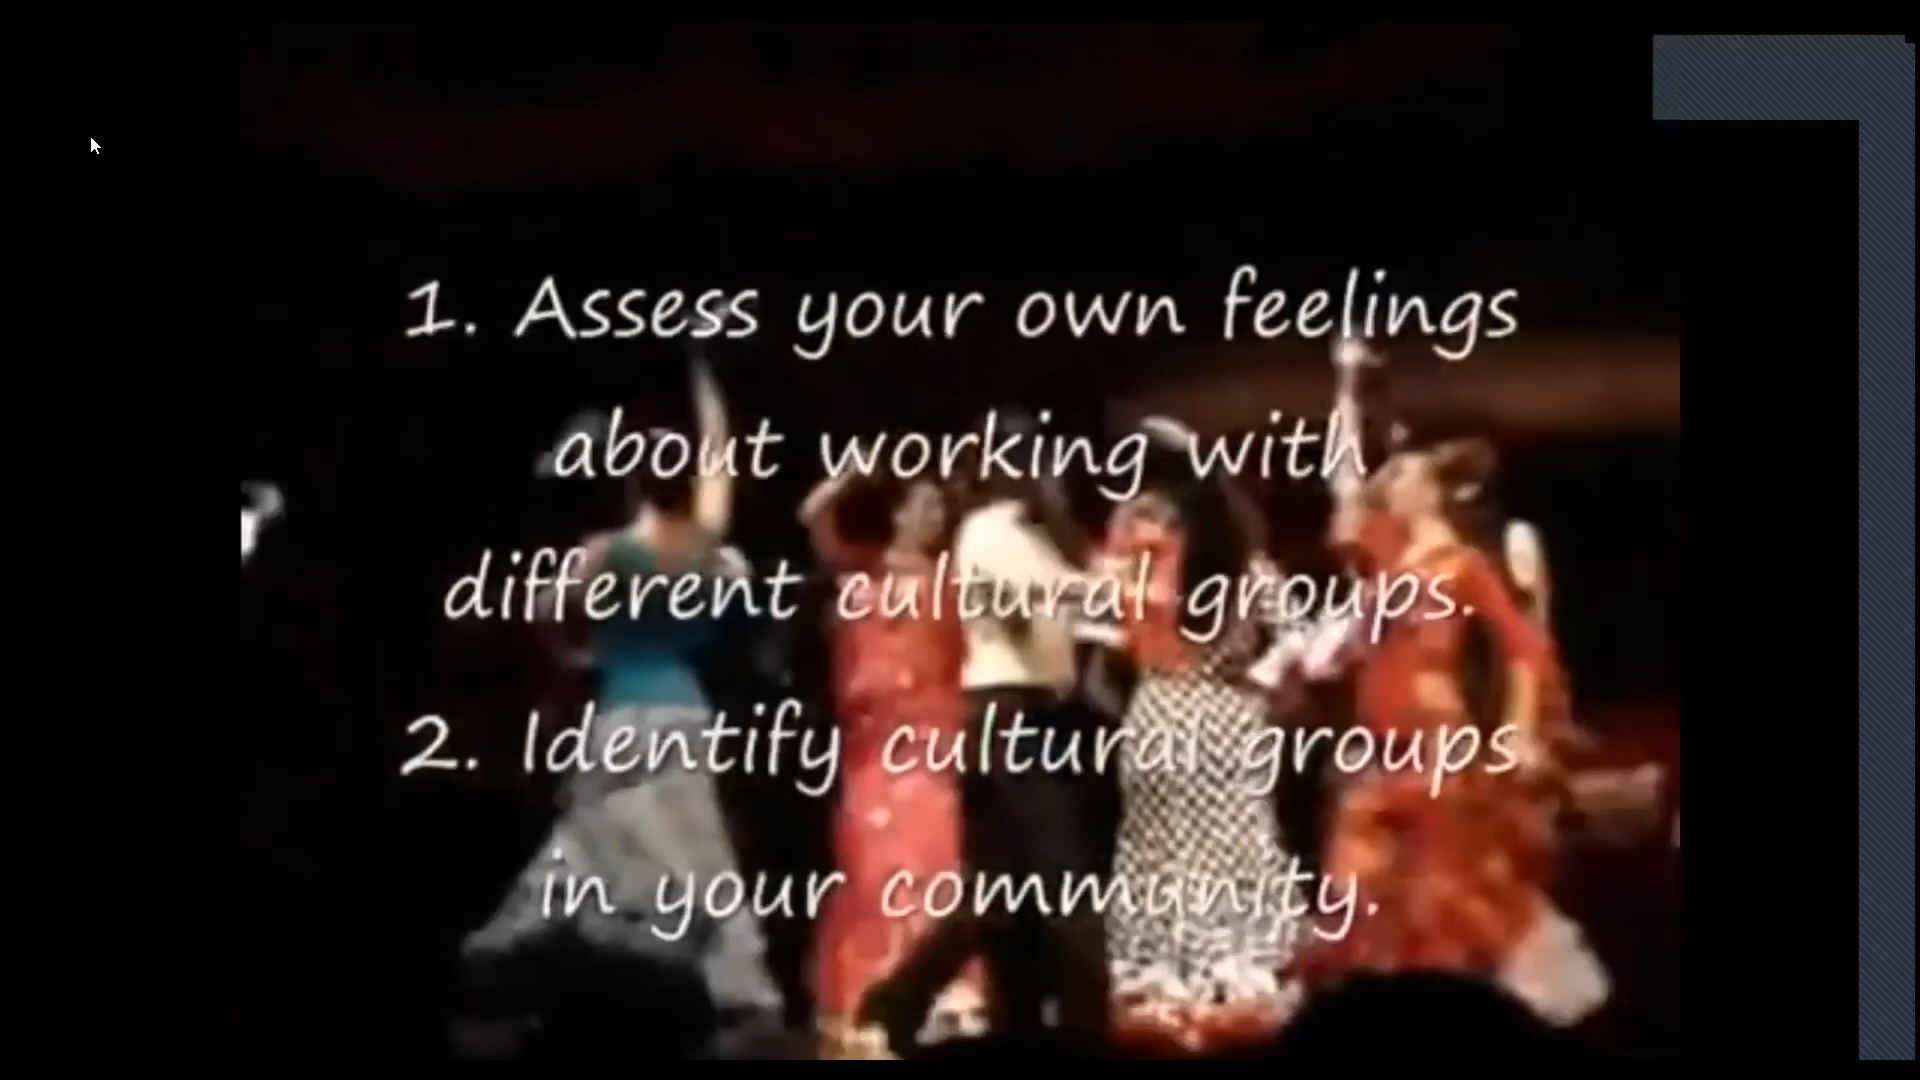 1. Assess your own feelings
about working with
different cultural groups.
2. Identify cultural groups
in your community.